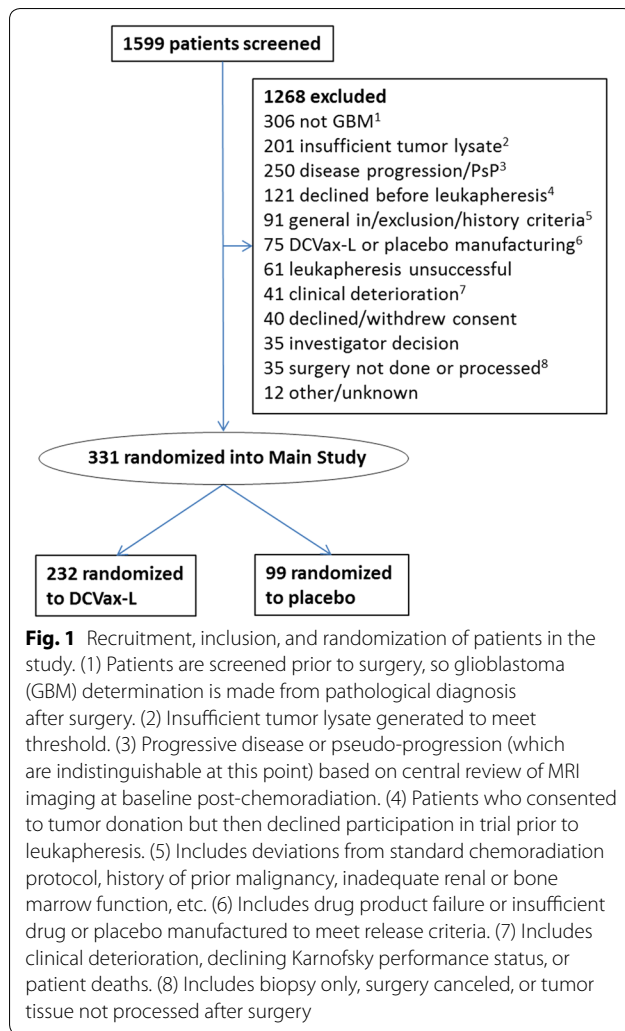 1599 patients screened
1268 excluded
306 not GBM1
201 insufficient tumor lysate2
250 disease progression/PsP3
121 declined before leukapheresis4
91 general in/exclusion/history criteria5
75 DCVax-L or placebo manufacturing6
61 leukapheresis unsuccessful
41 clinical deterioration7
40 declined/withdrew consent
35 investigator decision
35 surgery not done or processed8
12 other/unknown
331 randomized into Main Study
232 randomized
to DCVax-L
99 randomized
to placebo
Fig. 1 Recruitment, inclusion, and randomization of patients in the
study. (1) Patients are screened prior to surgery, so glioblastoma
(GBM) determination is made from pathological diagnosis
after surgery. (2) Insufficient tumor lysate generated to meet
threshold. (3) Progressive disease or pseudo-progression (which
are indistinguishable at this point) based on central review of MRI
imaging at baseline post-chemoradiation. (4) Patients who consented
to tumor donation but then declined participation in trial prior to
leukapheresis. (5) Includes deviations from standard chemoradiation
protocol, history of prior malignancy, inadequate renal or bone
marrow function, etc. (6) Includes drug product failure or insufficient
drug or placebo manufactured to meet release criteria. (7) Includes
clinical deterioration, declining Karnofsky performance status, or
patient deaths. (8) Includes biopsy only, surgery canceled, or tumor
tissue not processed after surgery